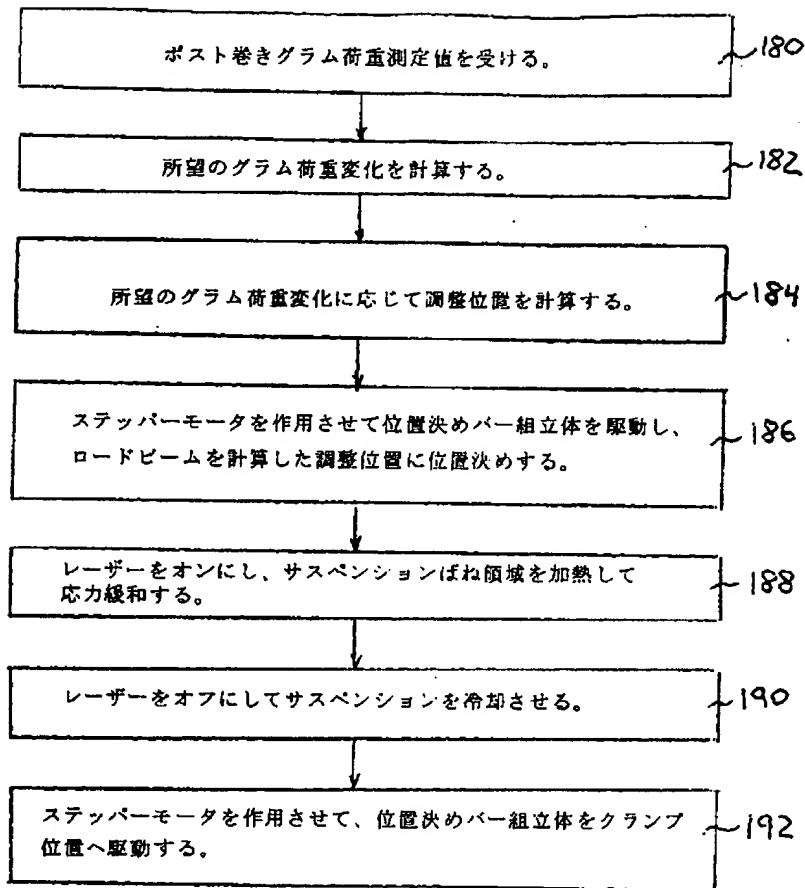 ポスト巻きグラム荷重測定値を受ける。
180
所望のグラム荷重変化を計算する。
182
所望のグラム荷重変化に応じて調整位置を計算する。
184
ステッパーモータを作用させて位置決めバー組立体を駆動し、
ロードビームを計算した調整位置に位置決めする。
186
レーザーをオンにし、サスペンションばね領域を加熱して
応力緩和する。
188
レーザーをオフにしてサスペンションを冷却させる。
190
ステッパーモータを作用させて、位置決めバー組立体をクランプ
位置へ駆動する。
192